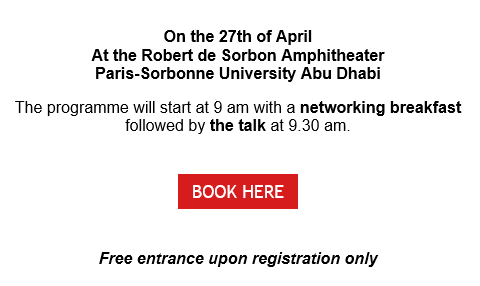 On the 27th of April
At the Robert de Sorbon Amphitheater
Paris-Sorbonne University Abu Dhabi
The programme will start at 9 am with a networking breakfast
followed by the talk at 9.30 am.
BOOK HERE
Free entrance upon registration only